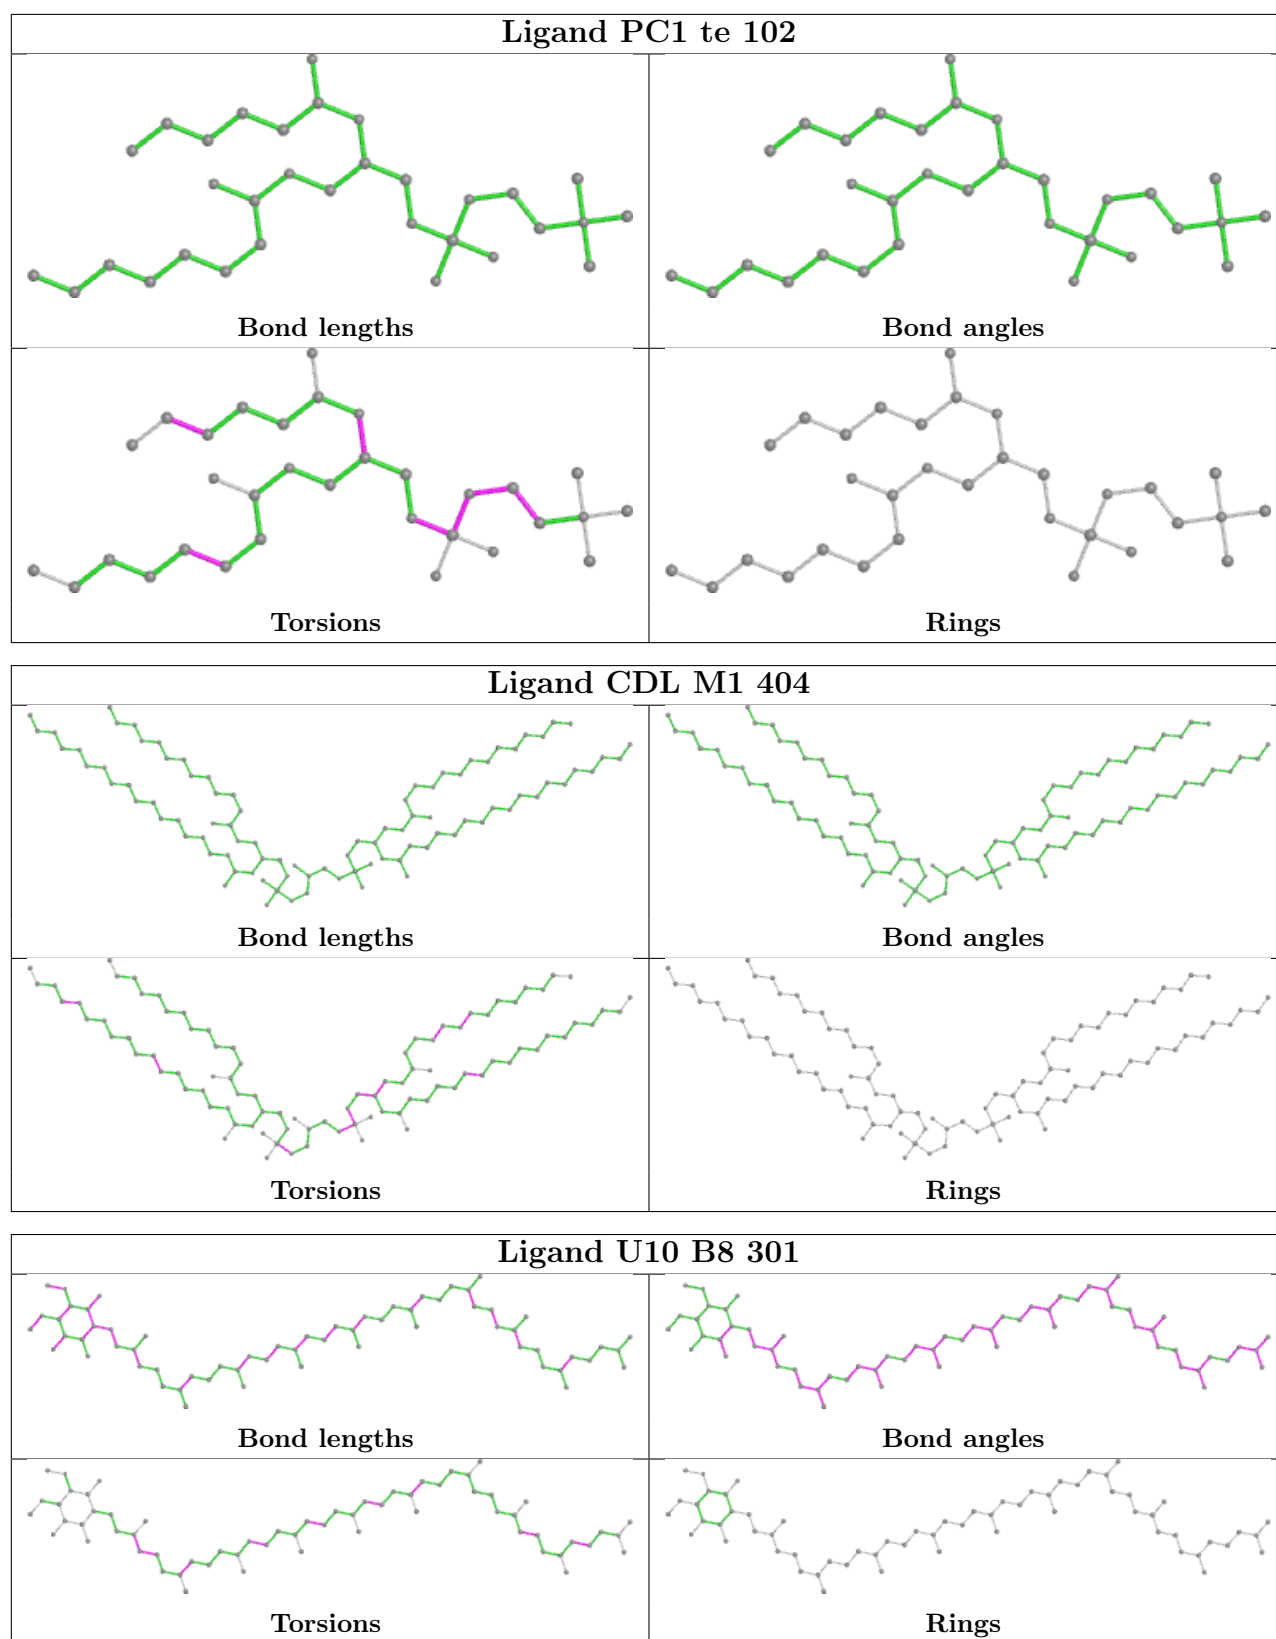 Ligand PC1 te 102
Bond lengths
Bond angles
Torsions
Rings
Ligand CDL M1 404
Bond lengths
Bond angles
Torsions
Rings
Ligand U10 B8 301
Bond lengths
Bond angles
Torsions
Rings